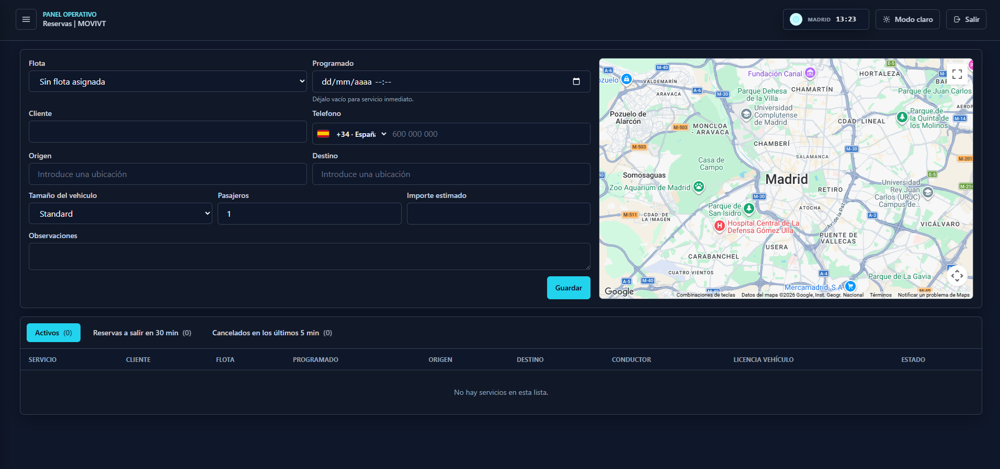 PANEL OPERATIVO
Reservas | MOVIVT
MADRID 13:23
Modo claro
Salir
Flota
Sin flota asignada
Programado
dd/mm/aaaa --:--
Déjalo vacío para servicio inmediato.
Cliente
Telefono
+34 · España
600 000 000
Origen
Introduce una ubicación
Destino
Introduce una ubicación
Tamaño del vehiculo
Standard
Pasajeros
1
Importe estimado
Observaciones
Guardar
A-6
M-40
ozuelo
VALDEMARÍN
ARAVACA
A-6
M-30
Fundación Canal
E-5
HORTALEZA
M-
BAR
Parque Dehesa
de la Villa
CHAMARTÍN
Parque de Juan Carlos
Pozuelo de
Alarcón
Universidad
Complutense
de Madrid
AEROP
Parque de
la Quinta de
los Molinos
M-14
CDAD. LINEAL
M-503
MONCLOA
- ARAVACA
CHAMBERÍ
M-503
M-30
SALAMANCA
M-201
Casa de
Campo
40
Somosaguas
Madrid
E-5
Zoo Aquarium de Madrid
RETIRO
Universidad
Rey Juan
Carlos (URJC)
Campus de...
M-214
M-30
Parque de
San Isidro
ATOCHA
Av. de la Paz
A-3
M-511
CDAD. DE
LA IMAGEN
H
Hospital Central de La
Defensa Gómez Ulla
VICÁLVARO
PUENTE DE
VALLECAS
USERA
CARABANCHEL
CUATRO VIENTOS
A-4
Parque de La Gavia
A-5
M-40
Mercamadrid, S.A
M-40
M-45
Google
Combinaciones de teclas
Datos del mapa ©2026 Google, Inst. Geogr. Nacional
Términos
Notificar un problema de Maps
Activos (0)
Reservas a salir en 30 min (0)
Cancelados en los últimos 5 min (0)
SERVICIO
CLIENTE
FLOTA
PROGRAMADO
ORIGEN
DESTINO
CONDUCTOR
LICENCIA VEHÍCULO
ESTADO
No hay servicios en esta lista.